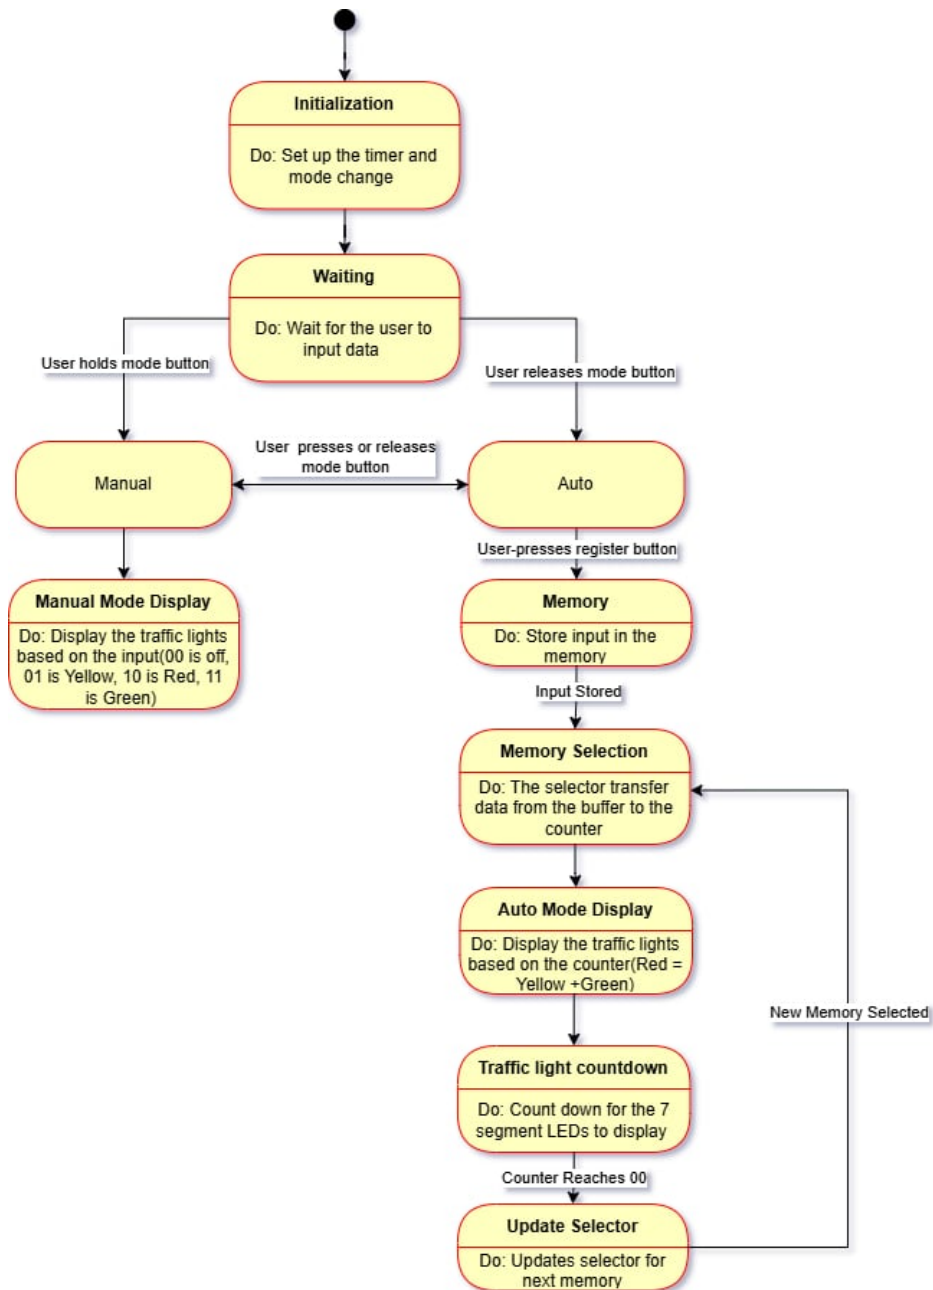 Initialization
Do: Set up the timer and
mode change
Waiting
Do: Wait for the user to
input data
User holds mode button
User releases mode button
Manual
User  presses or releases
mode button
Auto
User-presses register button
Manual Mode Display
Do: Display the traffic lights
based on the input(00 is off,
01 is Yellow, 10 is Red, 11
is Green)
Memory
Do: Store input in the
memory
Input Stored
Memory Selection
Do: The selector transfer
data from the buffer to the
counter
Auto Mode Display
Do: Display the traffic lights
based on the counter(Red =
Yellow +Green)
New Memory Selected
Traffic light countdown
Do: Count down for the 7
segment LEDs to display
Counter Reaches 00
Update Selector
Do: Updates selector for
next memory